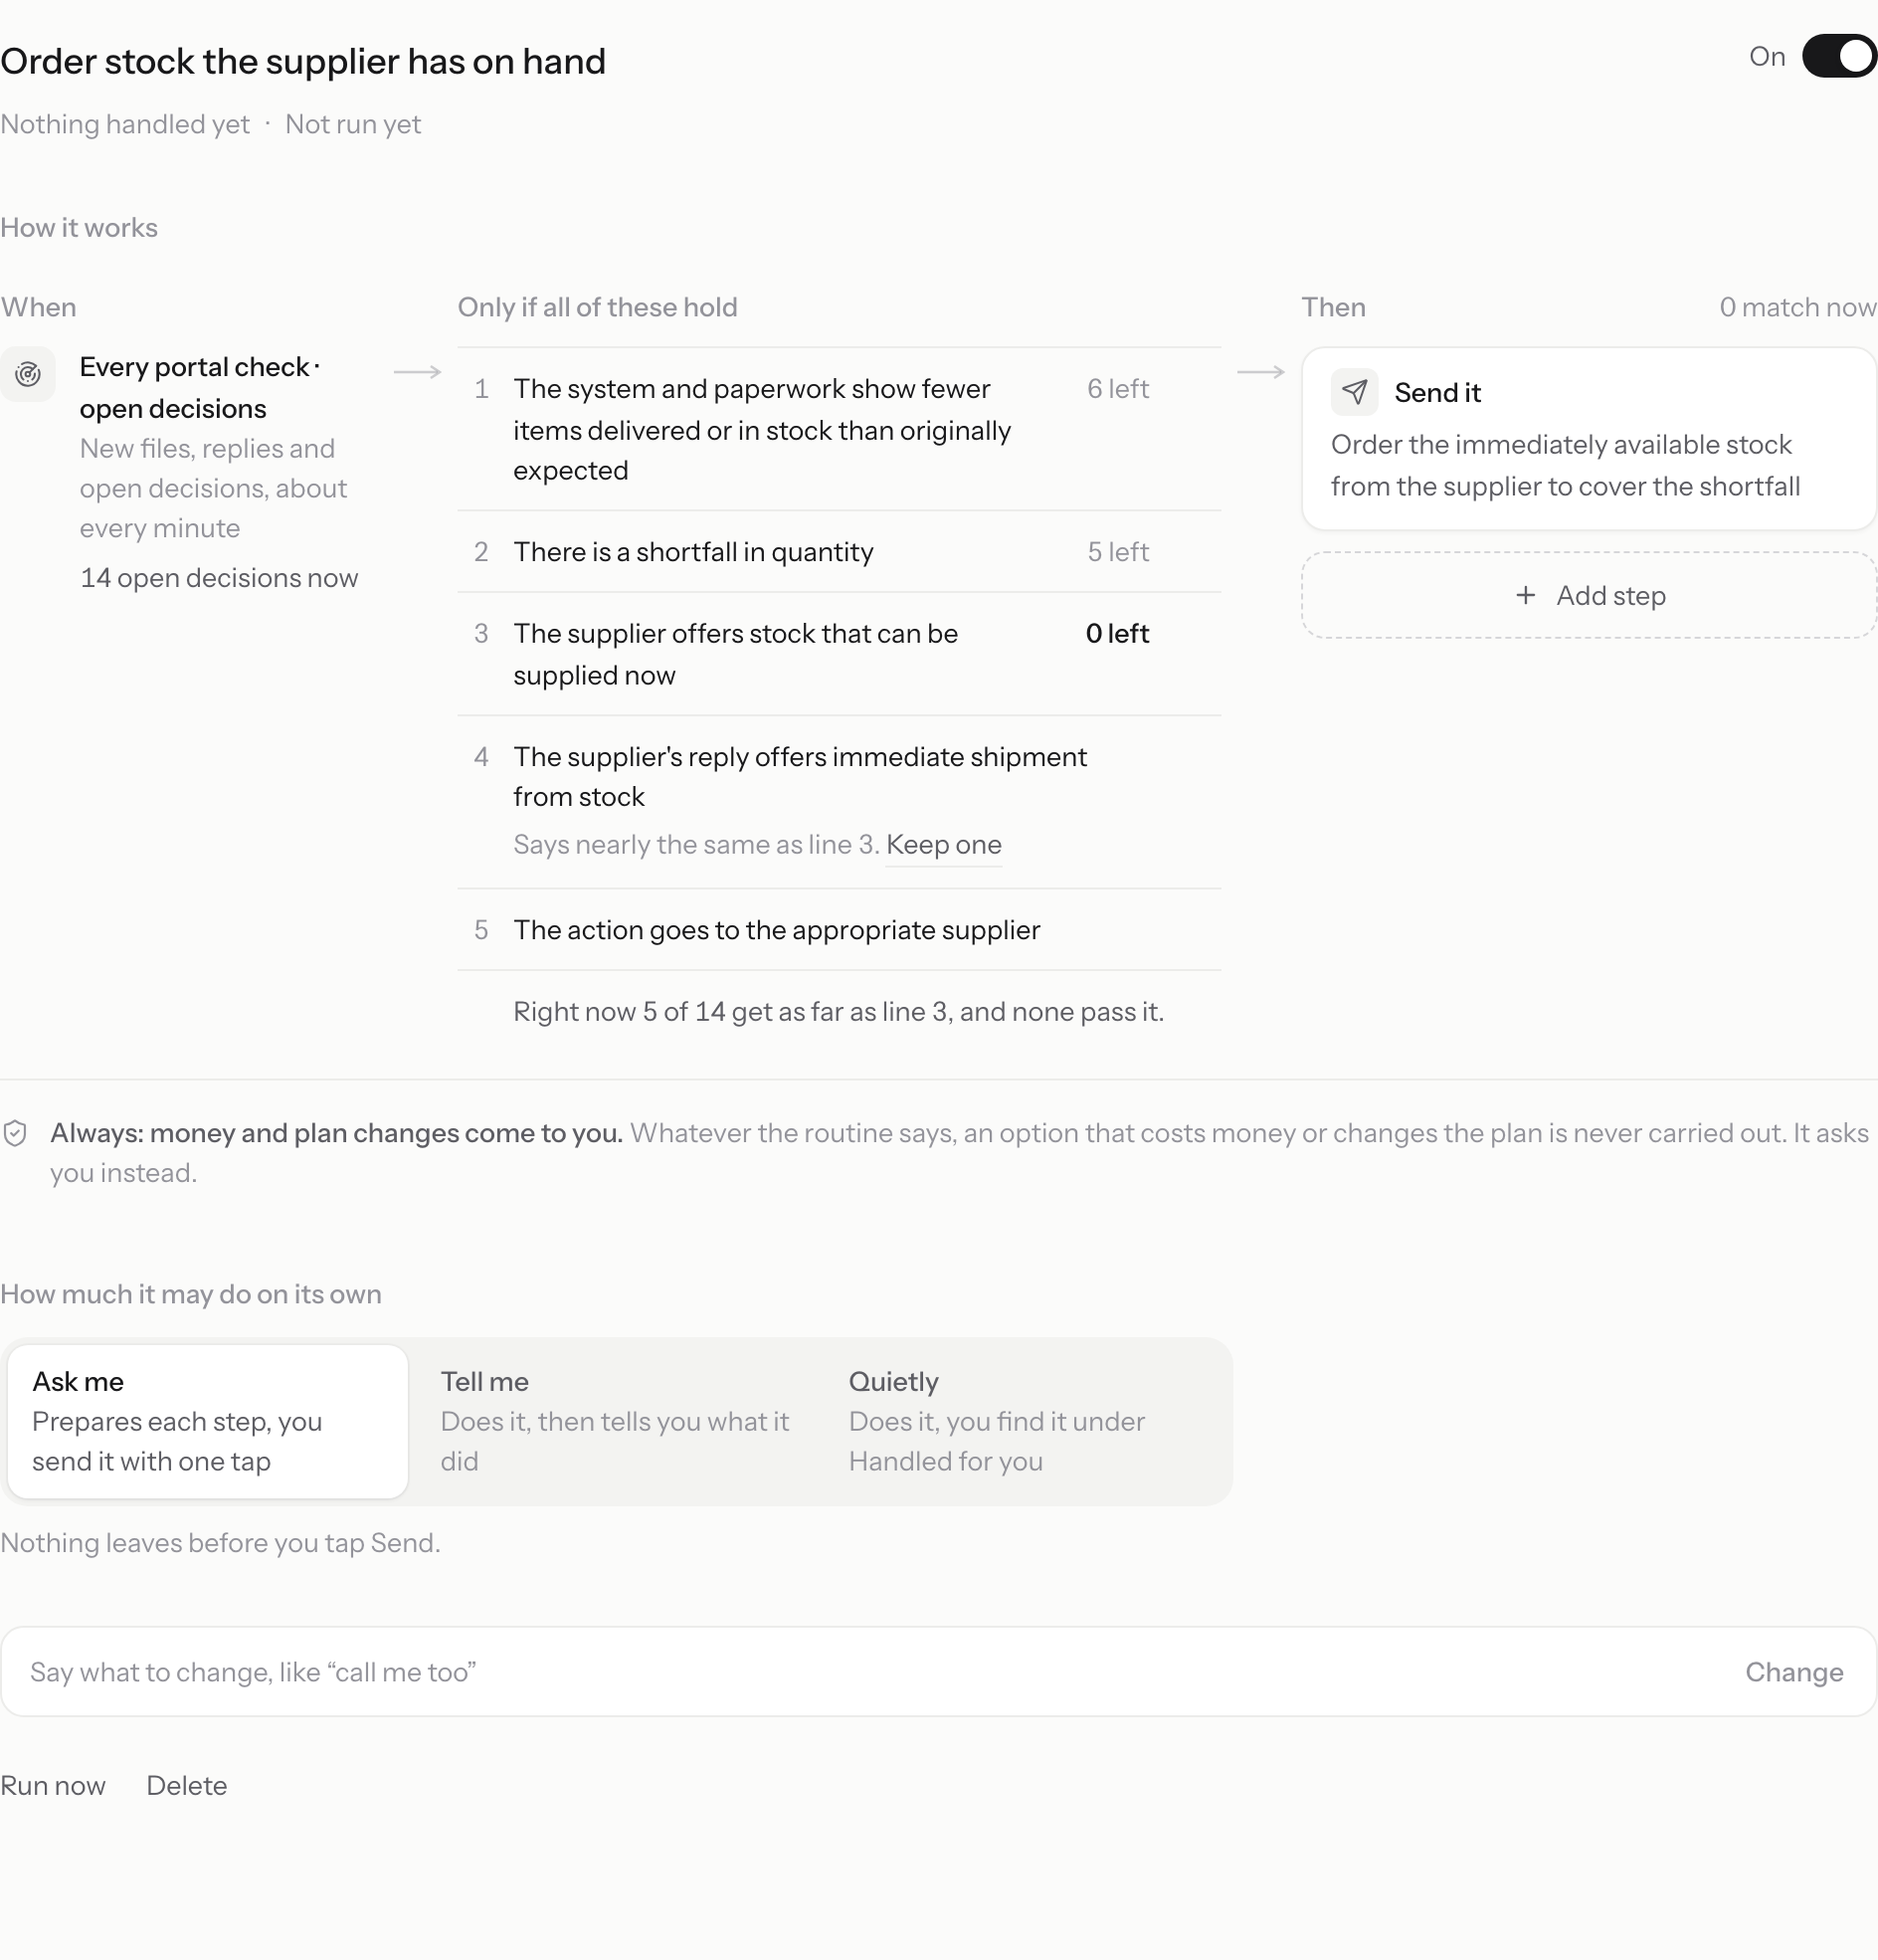 Order stock the supplier has on hand
On
Nothing handled yet · Not run yet
How it works
When
Every portal check ·
open decisions
New files, replies and
open decisions, about
every minute
14 open decisions now
Only if all of these hold
1 The system and paperwork show fewer 6 left
items delivered or in stock than originally
expected
2 There is a shortfall in quantity 5 left
3 The supplier offers stock that can be 0 left
supplied now
4 The supplier's reply offers immediate shipment
from stock
Says nearly the same as line 3. Keep one
5 The action goes to the appropriate supplier
Right now 5 of 14 get as far as line 3, and none pass it.
Then 0 match now
Send it
Order the immediately available stock
from the supplier to cover the shortfall
+ Add step
Always: money and plan changes come to you. Whatever the routine says, an option that costs money or changes the plan is never carried out. It asks
you instead.
How much it may do on its own
Ask me
Prepares each step, you
send it with one tap
Tell me
Does it, then tells you what it
did
Quietly
Does it, you find it under
Handled for you
Nothing leaves before you tap Send.
Say what to change, like “call me too” Change
Run now Delete